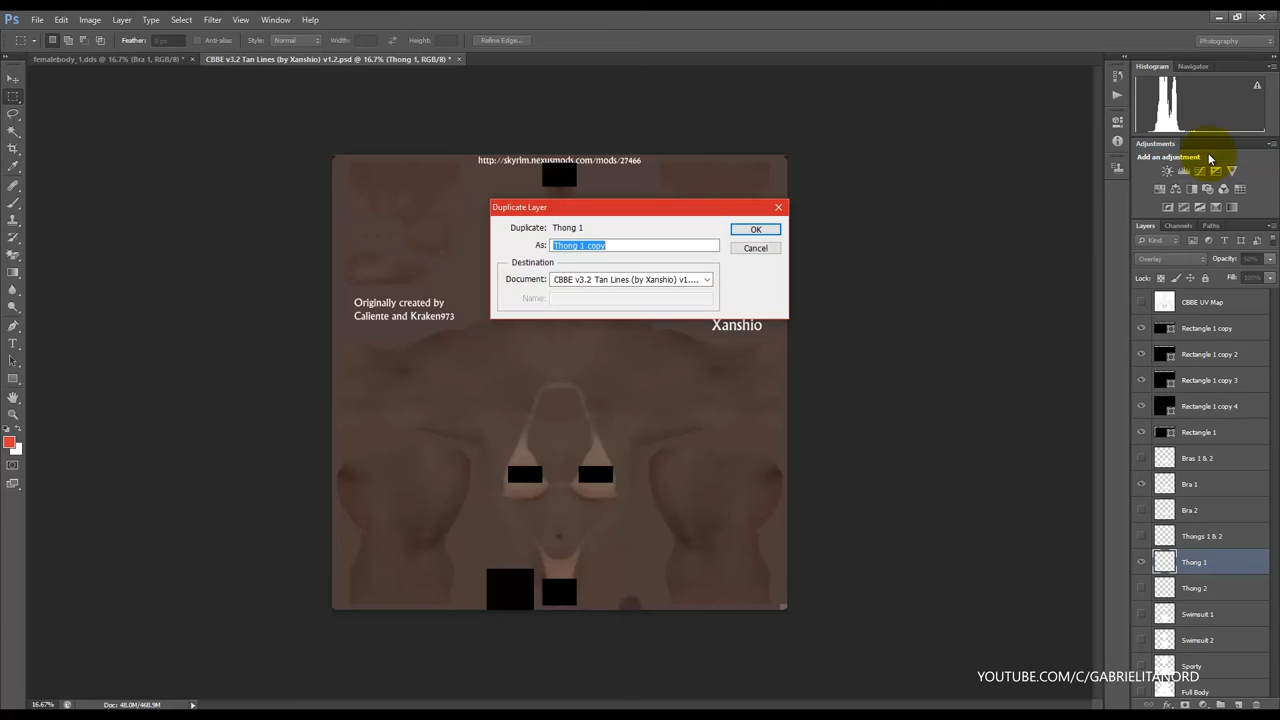 Ps File Edit Image Layer Type Select Filter View Window Help
Feather: 0 px Anti-alias Style: Normal Width: Height: Refine Edge... Photography
femalebody_1.dds @ 16.7% (Bra 1, RGB/8) * × CBBE v3.2 Tan Lines (by Xanshio) v1.2.psd @ 16.7% (Thong 1, RGB/8) * ×
Histogram Navigator
Adjustments
Add an adjustment
http://skyrim.nexusmods.com/mods/27466
Duplicate Layer
Duplicate: Thong 1
As: Thong 1 copy
OK
Cancel
Destination
Document: CBBE v3.2 Tan Lines (by Xanshio) v1....
Name:
Originally created by
Caliente and Kraken973
Xanshio
Layers Channels Paths
Kind
Overlay Opacity: 50%
Lock: Fill: 100%
CBBE UV Map
Rectangle 1 copy
Rectangle 1 copy 2
Rectangle 1 copy 3
Rectangle 1 copy 4
Rectangle 1
Bras 1 & 2
Bra 1
Bra 2
Thongs 1 & 2
Thong 1
Thong 2
Swimsuit 1
Swimsuit 2
Sporty
Full Body
YOUTUBE.COM/C/GABRIELITANORD
16.67% Doc: 48.0M/468.9M
fx